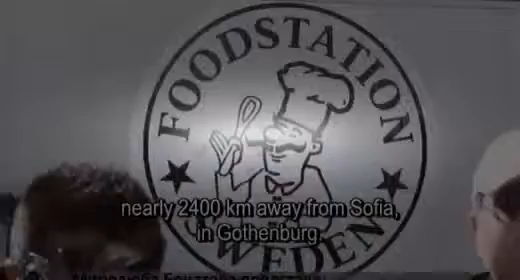 FOODSTATION
SWEDEN
nearly 2400 km away from Sofia,
in Gothenburg.